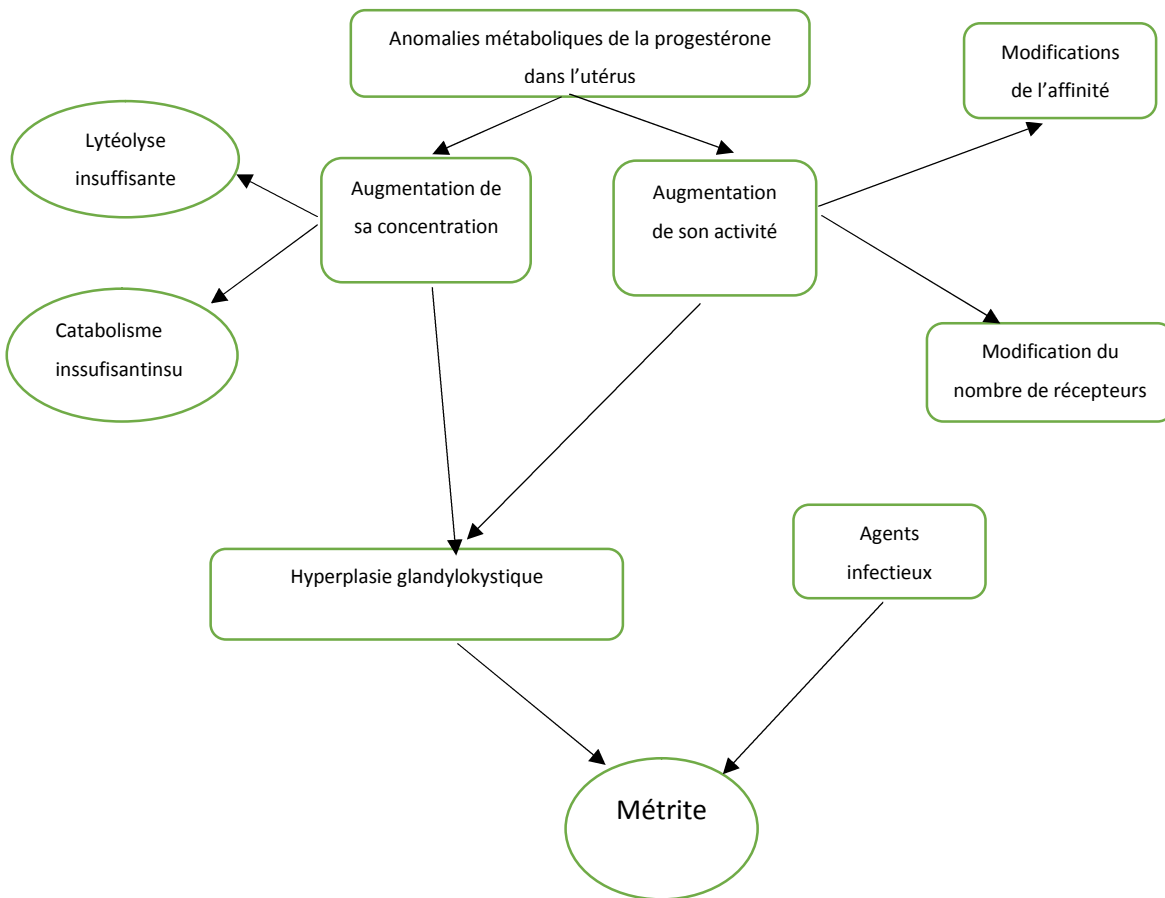 Anomalies métaboliques de la progestérone
dans l'utérus
Modifications
de l'affinité
Lytéolyse
insuffisante
Augmentation de
sa concentration
Augmentation
de son activité
Catabolisme
inssufisantinsu
Modification du
nombre de récepteurs
Agents
infectieux
Hyperplasie glandylokystique
Métrite